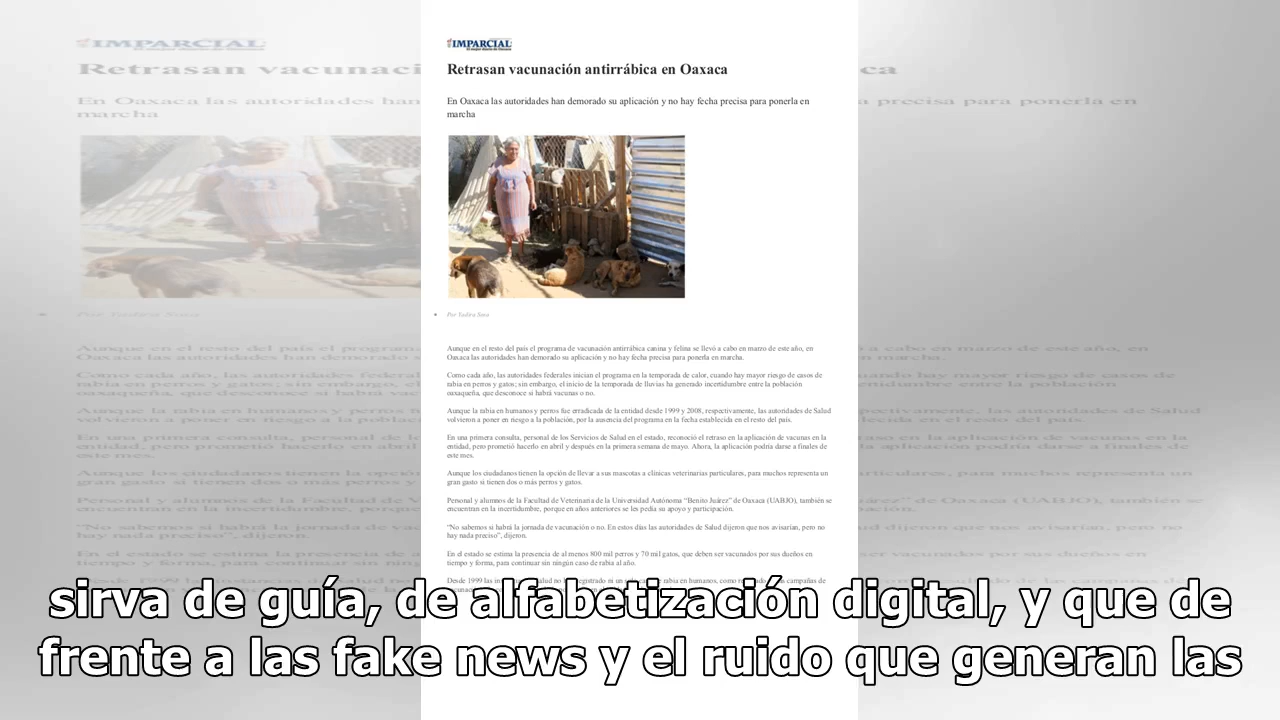 IMPARCIAL
El mejor diario de Oaxaca
Retrasan vacunación antirrábica en Oaxaca
En Oaxaca las autoridades han demorado su aplicación y no hay fecha precisa para ponerla en
marcha
Por Yadira Sosa
Aunque en el resto del país el programa de vacunación antirrábica canina y felina se llevó a cabo en marzo de este año, en
Oaxaca las autoridades han demorado su aplicación y no hay fecha precisa para ponerla en marcha.
Como cada año, las autoridades federales inician el programa en la temporada de calor, cuando hay mayor riesgo de casos de
rabia en perros y gatos; sin embargo, el inicio de la temporada de lluvias ha generado incertidumbre entre la población
oaxaqueña, que desconoce si habrá vacunas o no.
Aunque la rabia en humanos y perros fue erradicada de la entidad desde 1999 y 2008, respectivamente, las autoridades de Salud
volvieron a poner en riesgo a la población, por la ausencia del programa en la fecha establecida en el resto del país.
En una primera consulta, personal de los Servicios de Salud en el estado, reconoció el retraso en la aplicación de vacunas en la
entidad, pero prometió hacerlo en abril y después en la primera semana de mayo. Ahora, la aplicación podría darse a finales de
este mes.
Aunque los ciudadanos tienen la opción de llevar a sus mascotas a clínicas veterinarias particulares, para muchos representa un
gran gasto si tienen dos o más perros y gatos.
Personal y alumnos de la Facultad de Veterinaria de la Universidad Autónoma “Benito Juárez” de Oaxaca (UABJO), también se
encuentran en la incertidumbre, porque en años anteriores se les pedía su apoyo y participación.
“No sabemos si habrá la jornada de vacunación o no. En estos días las autoridades de Salud dijeron que nos avisarían, pero no
hay nada preciso”, dijeron.
En el estado se estima la presencia de al menos 800 mil perros y 70 mil gatos, que deben ser vacunados por sus dueños en
tiempo y forma, para continuar sin ningún caso de rabia al año.
Desde 1999 las
sirva de guía, de alfabetización digital, y que de
frente a las fake news y el ruido que generan las